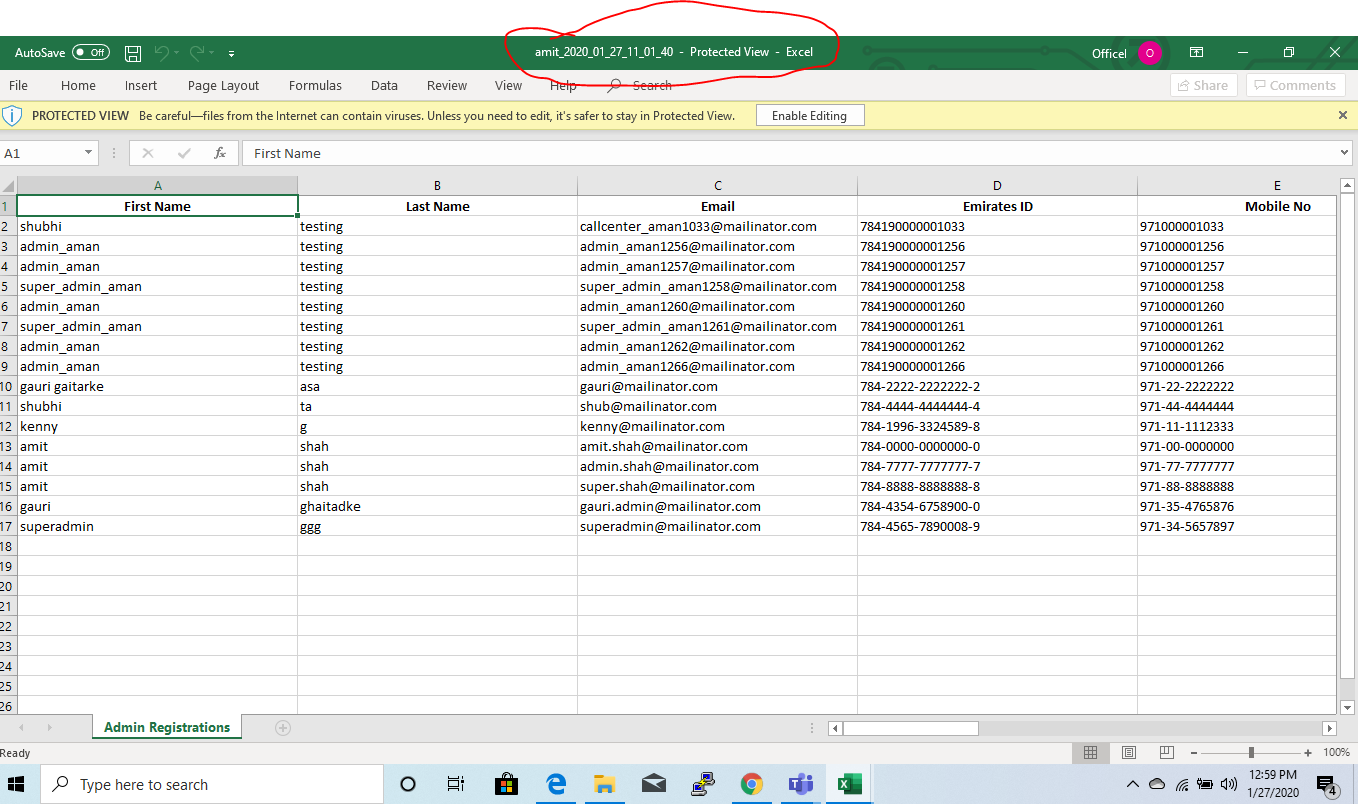 AutoSave Off amit_2020_01_27_11_01_40 - Protected View - Excel Officel O
File Home Insert Page Layout Formulas Data Review View Help Search Share Comments
PROTECTED VIEW Be careful—files from the Internet can contain viruses. Unless you need to edit, it's safer to stay in Protected View. Enable Editing
A1 fx First Name
A B C D E
1 First Name Last Name Email Emirates ID Mobile No
2 shubhi testing callcenter_aman1033@mailinator.com 784190000001033 971000001033
3 admin_aman testing admin_aman1256@mailinator.com 784190000001256 971000001256
4 admin_aman testing admin_aman1257@mailinator.com 784190000001257 971000001257
5 super_admin_aman testing super_admin_aman1258@mailinator.com 784190000001258 971000001258
6 admin_aman testing admin_aman1260@mailinator.com 784190000001260 971000001260
7 super_admin_aman testing super_admin_aman1261@mailinator.com 784190000001261 971000001261
8 admin_aman testing admin_aman1262@mailinator.com 784190000001262 971000001262
9 admin_aman testing admin_aman1266@mailinator.com 784190000001266 971000001266
10 gauri gaitarke asa gauri@mailinator.com 784-2222-2222222-2 971-22-2222222
11 shubhi ta shub@mailinator.com 784-4444-4444444-4 971-44-4444444
12 kenny g kenny@mailinator.com 784-1996-3324589-8 971-11-1112333
13 amit shah amit.shah@mailinator.com 784-0000-0000000-0 971-00-0000000
14 amit shah admin.shah@mailinator.com 784-7777-7777777-7 971-77-7777777
15 amit shah super.shah@mailinator.com 784-8888-8888888-8 971-88-8888888
16 gauri ghaitadke gauri.admin@mailinator.com 784-4354-6758900-0 971-35-4765876
17 superadmin ggg superadmin@mailinator.com 784-4565-7890008-9 971-34-5657897
18
19
20
21
22
23
24
25
26
Admin Registrations
Ready 100%
Type here to search 12:59 PM
1/27/2020 4